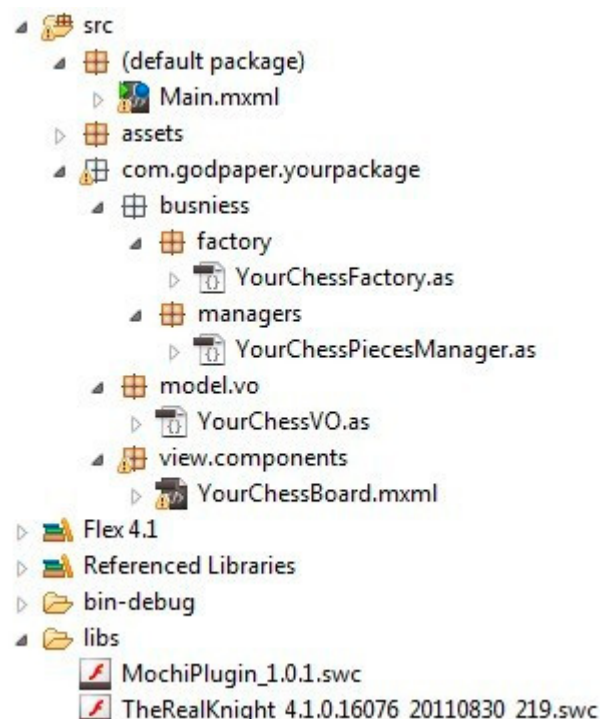 src
(default package)
Main.mxml
assets
com.godpaper.yourpackage
busniess
factory
YourChessFactory.as
managers
YourChessPiecesManager.as
model.vo
YourChessVO.as
view.components
YourChessBoard.mxml
Flex 4.1
Referenced Libraries
bin-debug
libs
MochiPlugin_1.0.1.swc
TheRealKnight_4.1.0.16076_20110830_219.swc